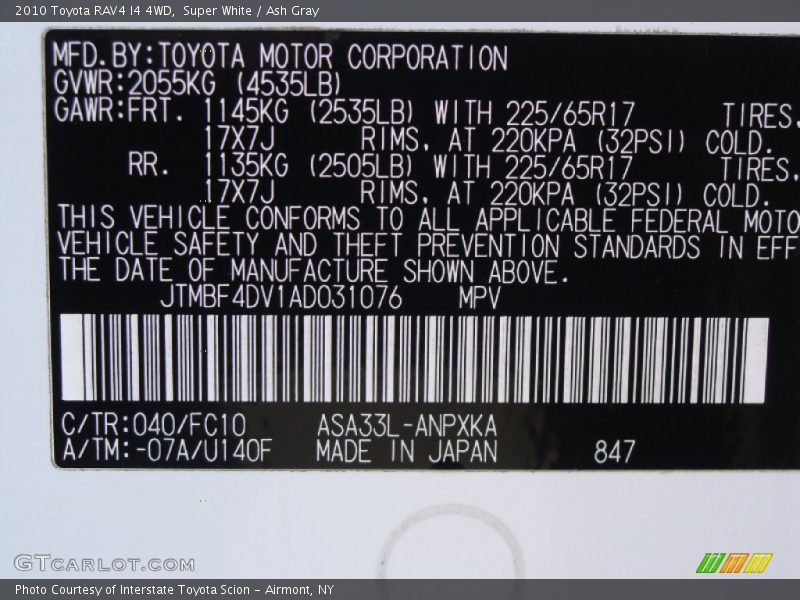 2010 Toyota RAV4 I4 4WD, Super White / Ash Gray
MFD.BY:TOYOTA MOTOR CORPORATION
GVWR:2055KG (4535LB)
GAWR:FRT. 1145KG (2535LB) WITH 225/65R17 TIRES,
17X7J RIMS, AT 220KPA (32PSI) COLD.
RR. 1135KG (2505LB) WITH 225/65R17 TIRES,
17X7J RIMS, AT 220KPA (32PSI) COLD.
THIS VEHICLE CONFORMS TO ALL APPLICABLE FEDERAL MOTO
VEHICLE SAFETY AND THEFT PREVENTION STANDARDS IN EFF
THE DATE OF MANUFACTURE SHOWN ABOVE.
JTMBF4DV1AD031076 MPV
C/TR:040/FC10 ASA33L-ANPXKA
A/TM:-07A/U140F MADE IN JAPAN 847
GTCARLOT.COM
Photo Courtesy of Interstate Toyota Scion - Airmont, NY